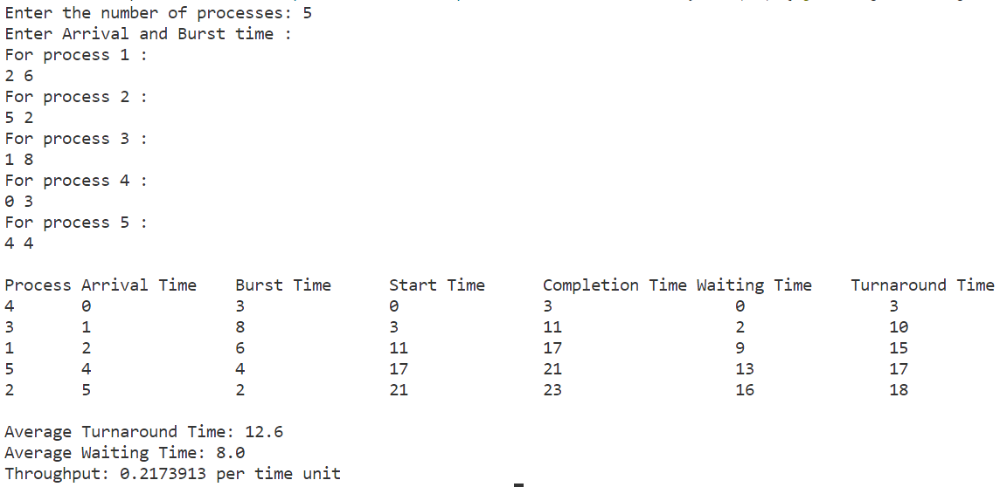 Enter the number of processes: 5
Enter Arrival and Burst time :
For process 1 :
2 6
For process 2 :
5 2
For process 3 :
1 8
For process 4 :
0 3
For process 5 :
4 4
Process Arrival Time Burst Time Start Time Completion Time Waiting Time Turnaround Time
4 0 3 0 3 0 3
3 1 8 3 11 2 10
1 2 6 11 17 9 15
5 4 4 17 21 13 17
2 5 2 21 23 16 18
Average Turnaround Time: 12.6
Average Waiting Time: 8.0
Throughput: 0.2173913 per time unit